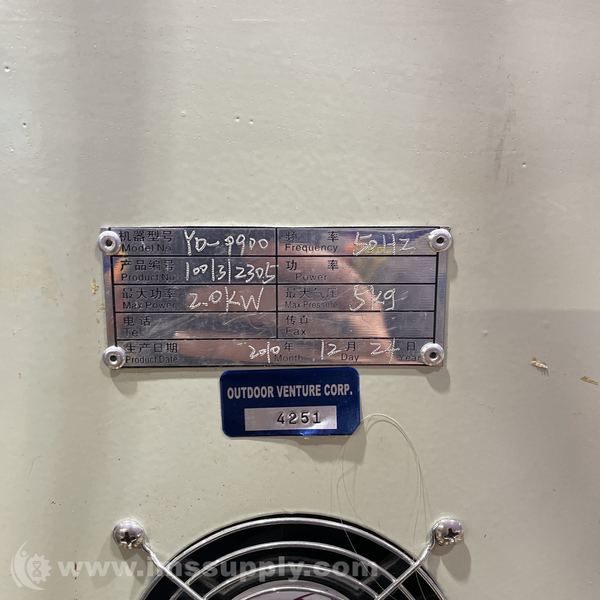 机器型号 YD-9900 频 率 50HZ
Model No. Frequency
产品编号 1001312305 功 率
Product No. Power
最大功率 2.0KW 最大气压 5kg
Max Power Max Pressure
电 话 传真
Tel Fax
生产日期 2010 年 12 月 24 日
Product Date Month Day Year
OUTDOOR VENTURE CORP.
4251
www.imssupply.com